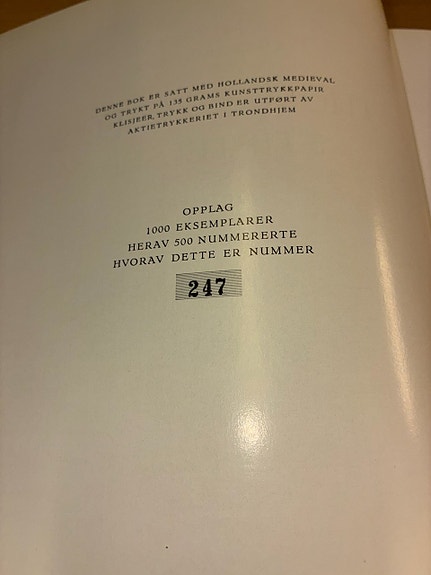 DENNE BOK ER SATT MED HOLLANDSK MEDIEVAL
OG TRYKT PÅ 135 GRAMS KUNSTTRYKKPAPIR
KLISJEER, TRYKK OG BIND ER UTFØRT AV
AKTIETRYKKERIET I TRONDHJEM
OPPLAG
1000 EKSEMPLARER
HERAV 500 NUMMERERTE
HVORAV DETTE ER NUMMER
247